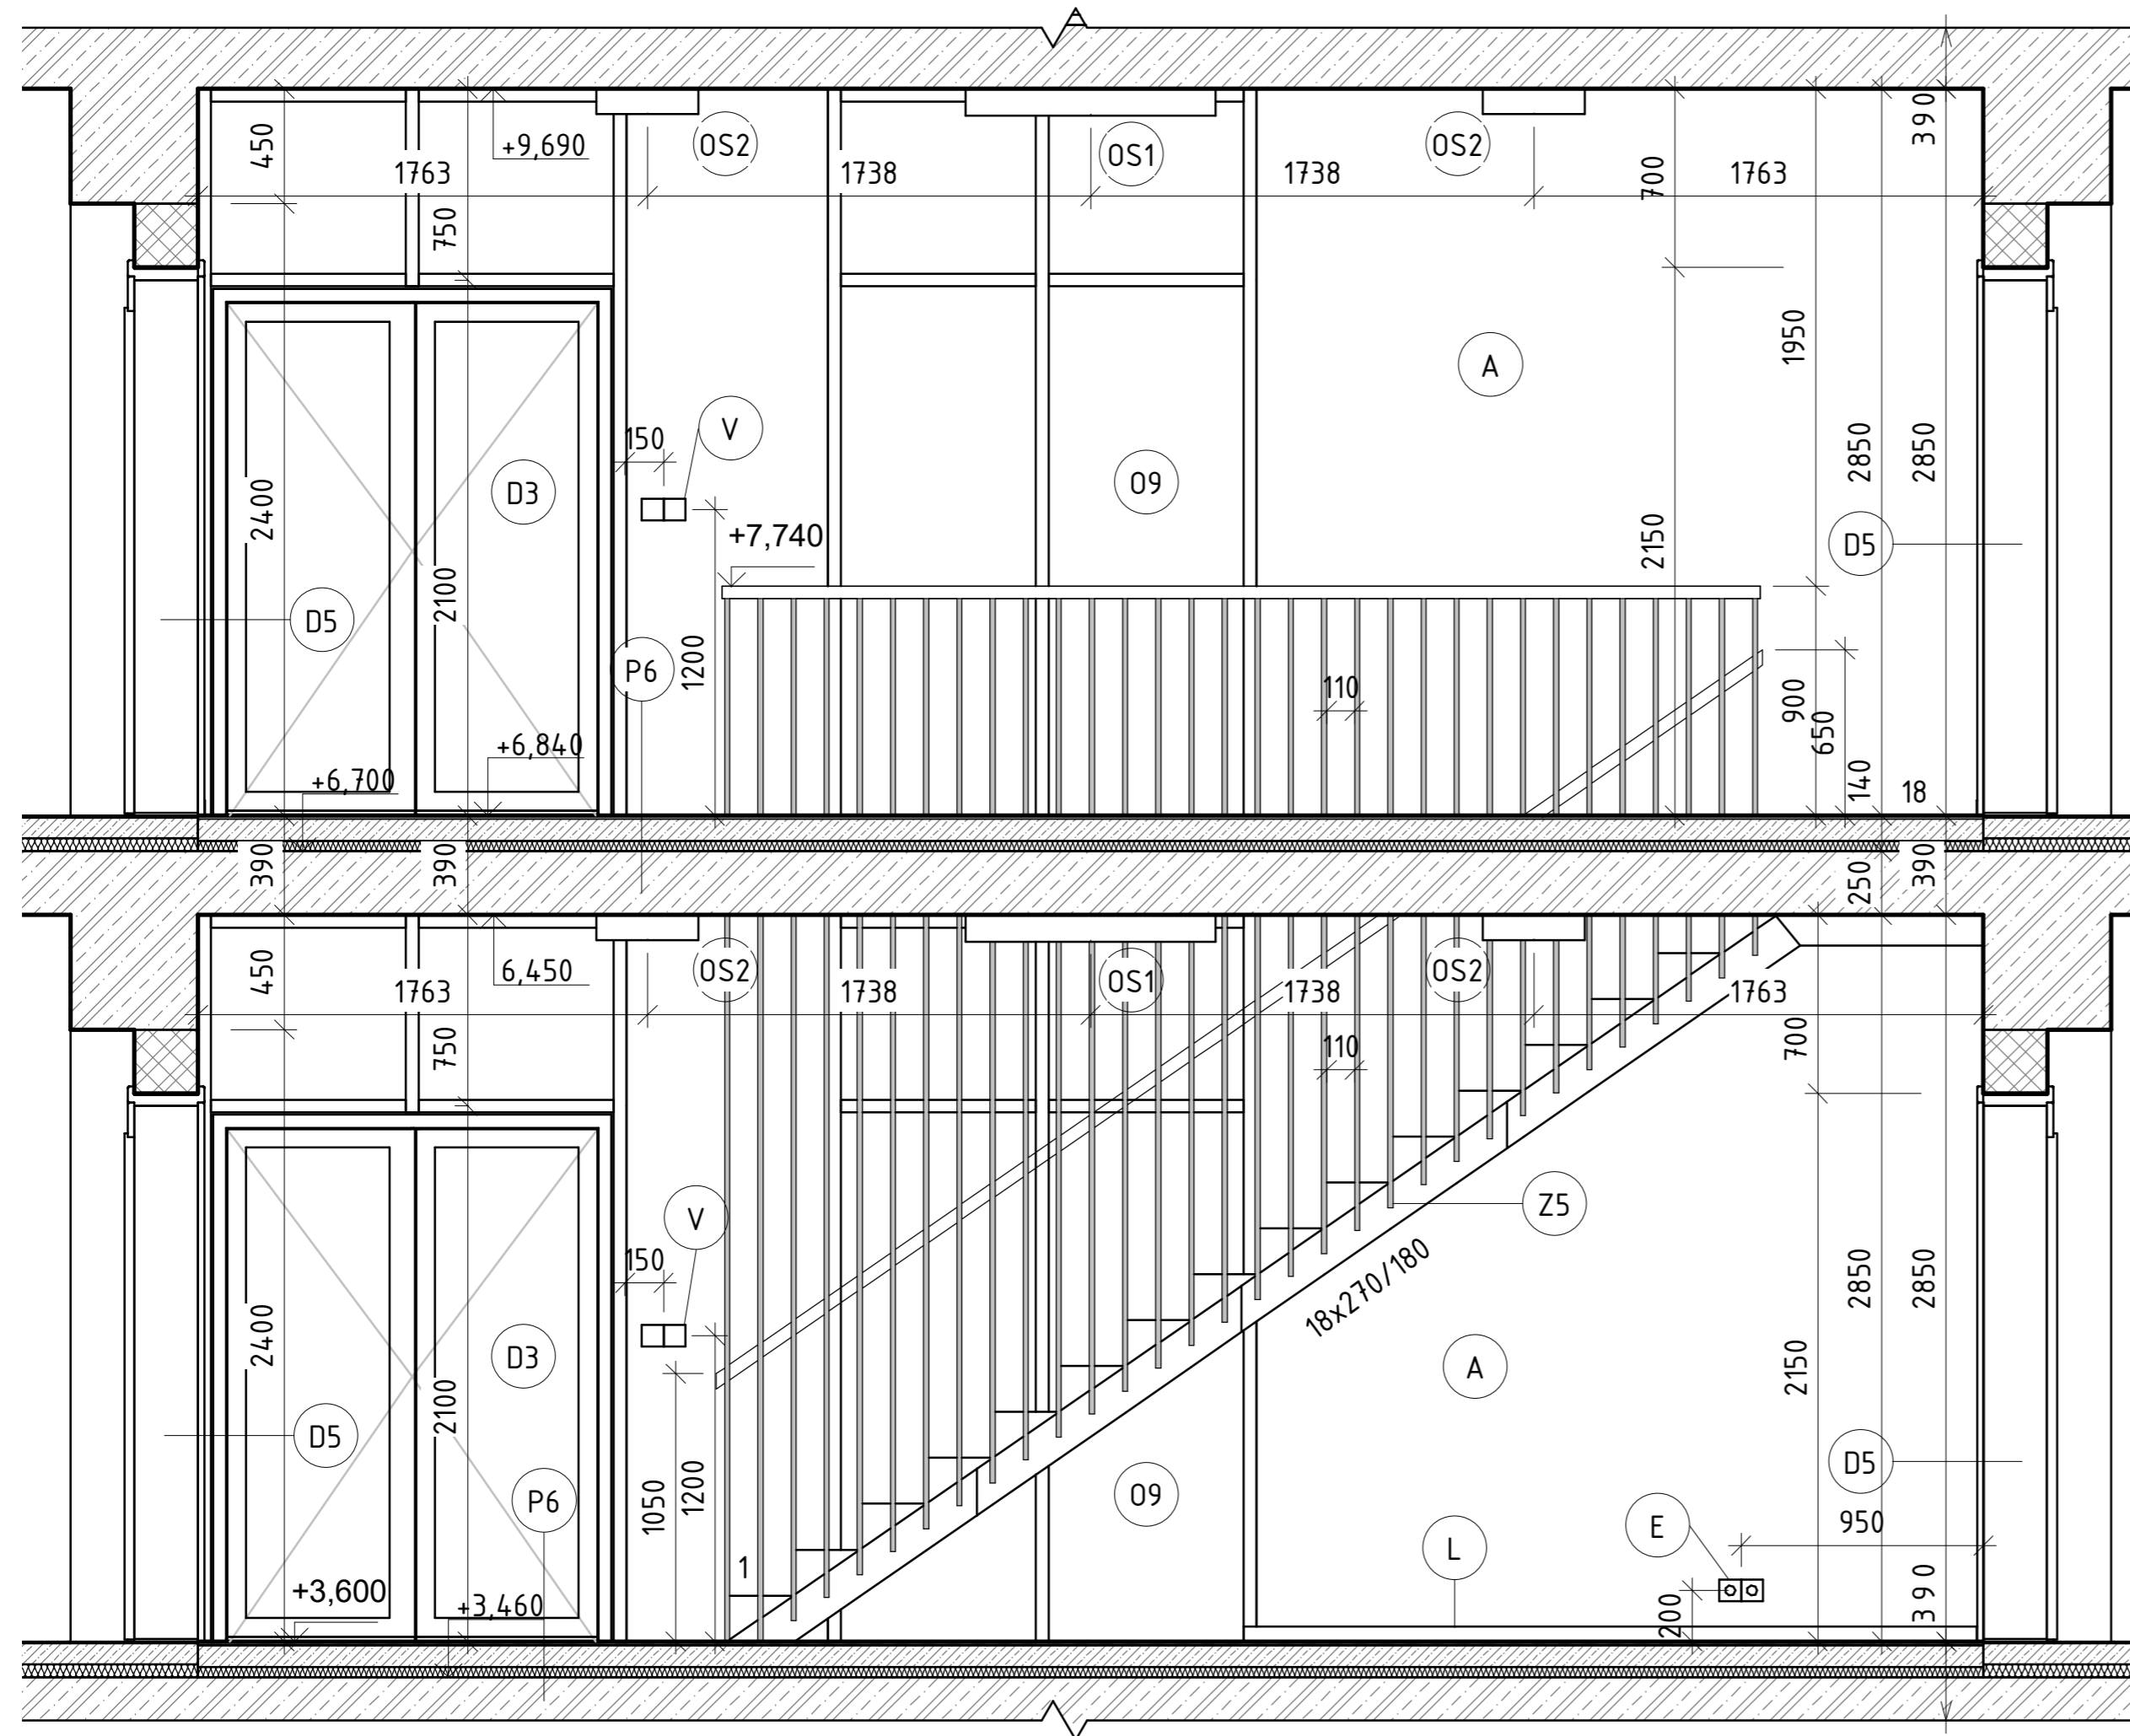 390
450
+9,690
OS2
OS1
OS2
1763
1738
1738
700
1763
750
1950
A
V
150
2400
D3
O9
2850
2850
+7,740
2150
D5
D5
2100
1200
P6
110
900
650
+6,840
+6,700
140
18
390
390
250
390
450
6,450
OS2
OS1
OS2
1763
1738
1738
1763
750
110
700
V
Z5
150
18x270/180
2850
2850
2400
D3
A
2150
2100
D5
D5
1050
1200
P6
O9
E
950
L
1
+3,600
+3,460
200
390